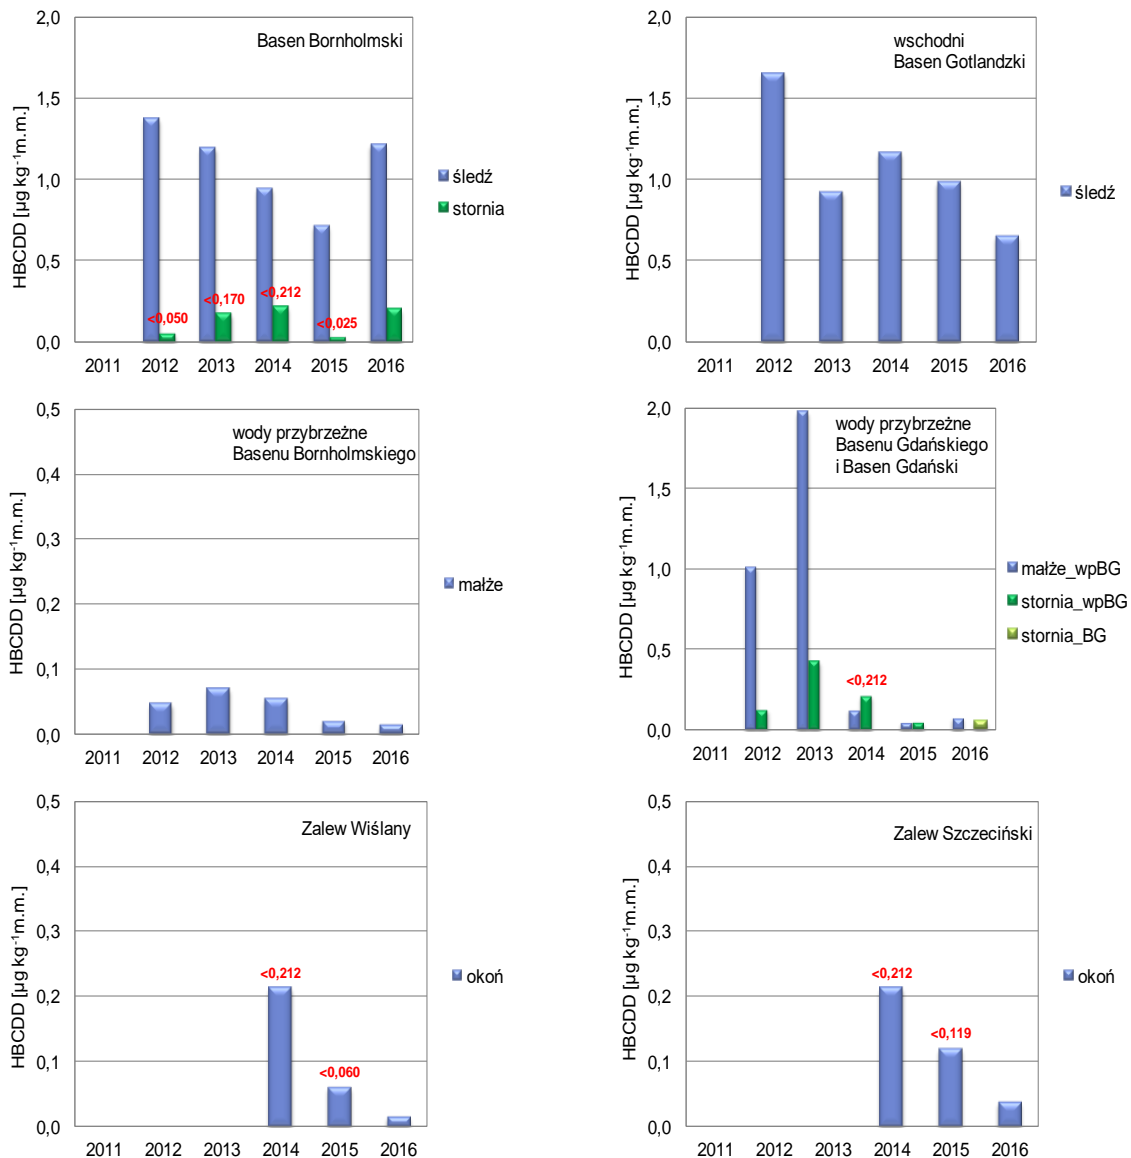 Basen Bornholmski
HBCDD [µg kg⁻¹m.m.]
2,0
1,5
1,0
0,5
0,0
<0,050
<0,170
<0,212
<0,025
2011 2012 2013 2014 2015 2016
śledź
stornia
wschodni
Basen Gotlandzki
HBCDD [µg kg⁻¹m.m.]
2,0
1,5
1,0
0,5
0,0
2011 2012 2013 2014 2015 2016
śledź
wody przybrzeżne
Basenu Bornholmskiego
HBCDD [µg kg⁻¹m.m.]
0,5
0,4
0,3
0,2
0,1
0,0
2011 2012 2013 2014 2015 2016
małże
wody przybrzeżne
Basenu Gdańskiego
i Basen Gdański
HBCDD [µg kg⁻¹m.m.]
2,0
1,5
1,0
0,5
0,0
<0,212
2011 2012 2013 2014 2015 2016
małże_wpBG
stornia_wpBG
stornia_BG
Zalew Wiślany
HBCDD [µg kg⁻¹m.m.]
0,5
0,4
0,3
0,2
0,1
0,0
<0,212
<0,060
2011 2012 2013 2014 2015 2016
okoń
Zalew Szczeciński
HBCDD [µg kg⁻¹m.m.]
0,5
0,4
0,3
0,2
0,1
0,0
<0,212
<0,119
2011 2012 2013 2014 2015 2016
okoń